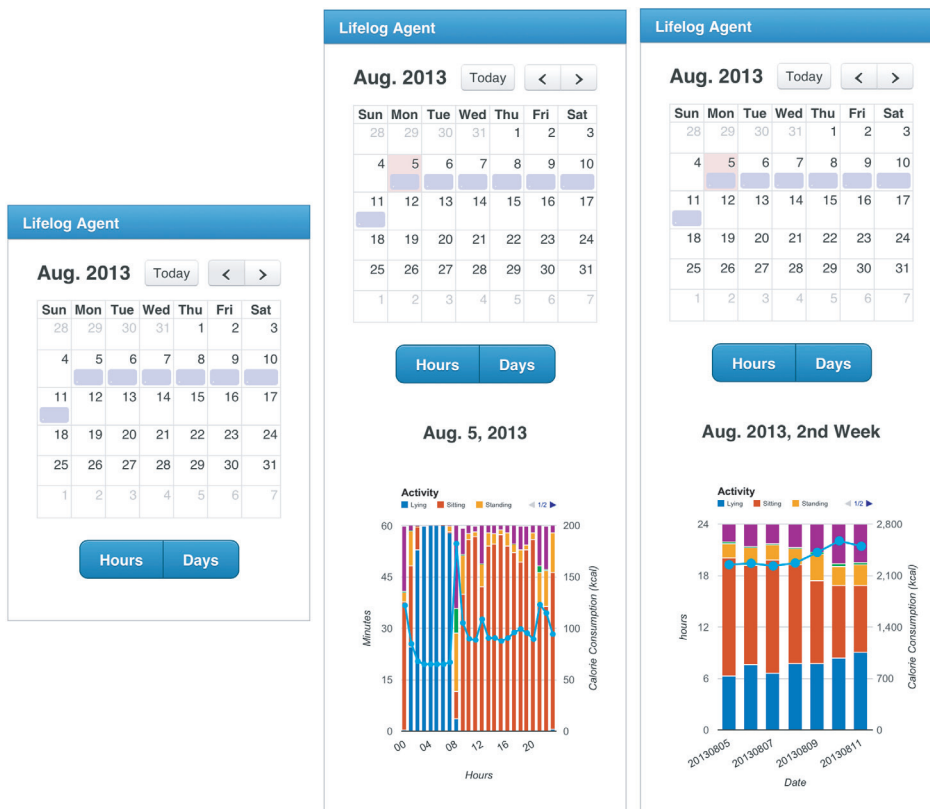 Lifelog Agent
Aug. 2013 Today < >
Sun Mon Tue Wed Thu Fri Sat
28 29 30 31 1 2 3
4 5 6 7 8 9 10
11 12 13 14 15 16 17
18 19 20 21 22 23 24
25 26 27 28 29 30 31
1 2 3 4 5 6 7
Hours Days
Lifelog Agent
Aug. 2013 Today < >
Sun Mon Tue Wed Thu Fri Sat
28 29 30 31 1 2 3
4 5 6 7 8 9 10
11 12 13 14 15 16 17
18 19 20 21 22 23 24
25 26 27 28 29 30 31
1 2 3 4 5 6 7
Hours Days
Aug. 5, 2013
Activity
Lying Sitting Standing ◀ 1/2 ▶
60 200
45 150
30 100
15 50
0 0
Minutes
Calorie Consumption (kcal)
00 04 08 12 16 20
Hours
Lifelog Agent
Aug. 2013 Today < >
Sun Mon Tue Wed Thu Fri Sat
28 29 30 31 1 2 3
4 5 6 7 8 9 10
11 12 13 14 15 16 17
18 19 20 21 22 23 24
25 26 27 28 29 30 31
1 2 3 4 5 6 7
Hours Days
Aug. 2013, 2nd Week
Activity
Lying Sitting Standing ◀ 1/2 ▶
24 2,800
18 2,100
12 1,400
6 700
0 0
hours
Calorie Consumption (kcal)
20130805 20130807 20130809 20130811
Date